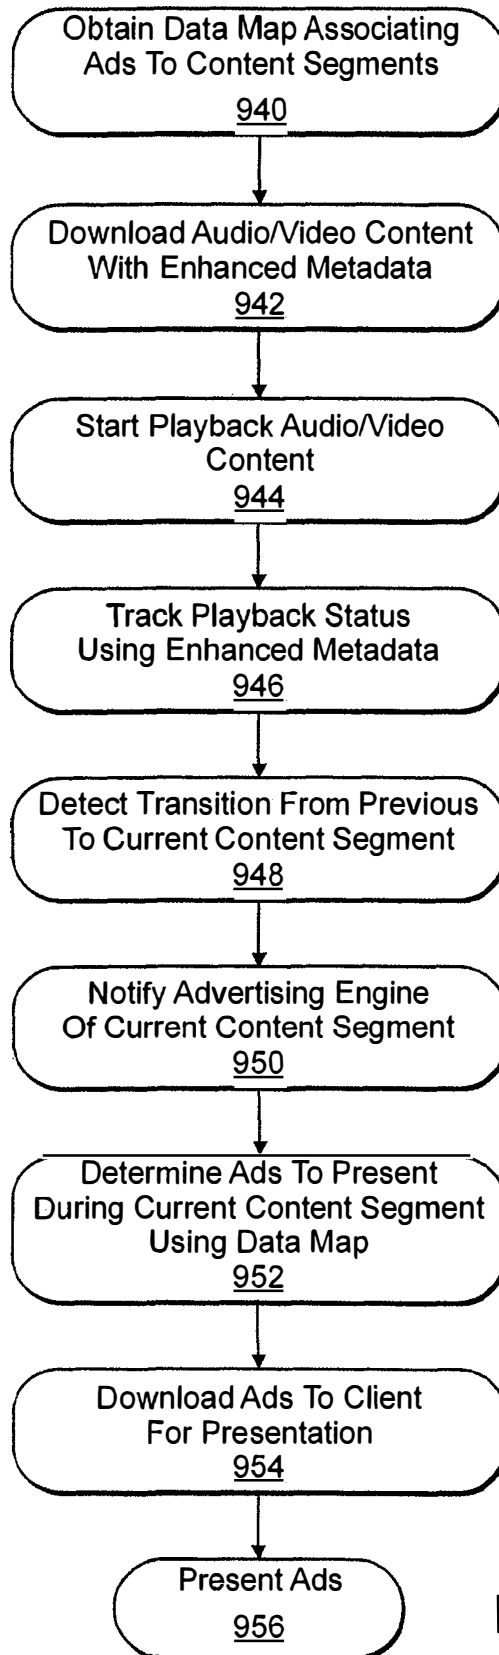 Obtain Data Map Associating
Ads To Content Segments
940
Download Audio/Video Content
With Enhanced Metadata
942
Start Playback Audio/Video
Content
944
Track Playback Status
Using Enhanced Metadata
946
Detect Transition From Previous
To Current Content Segment
948
Notify Advertising Engine
Of Current Content Segment
950
Determine Ads To Present
During Current Content Segment
Using Data Map
952
Download Ads To Client
For Presentation
954
Present Ads
956